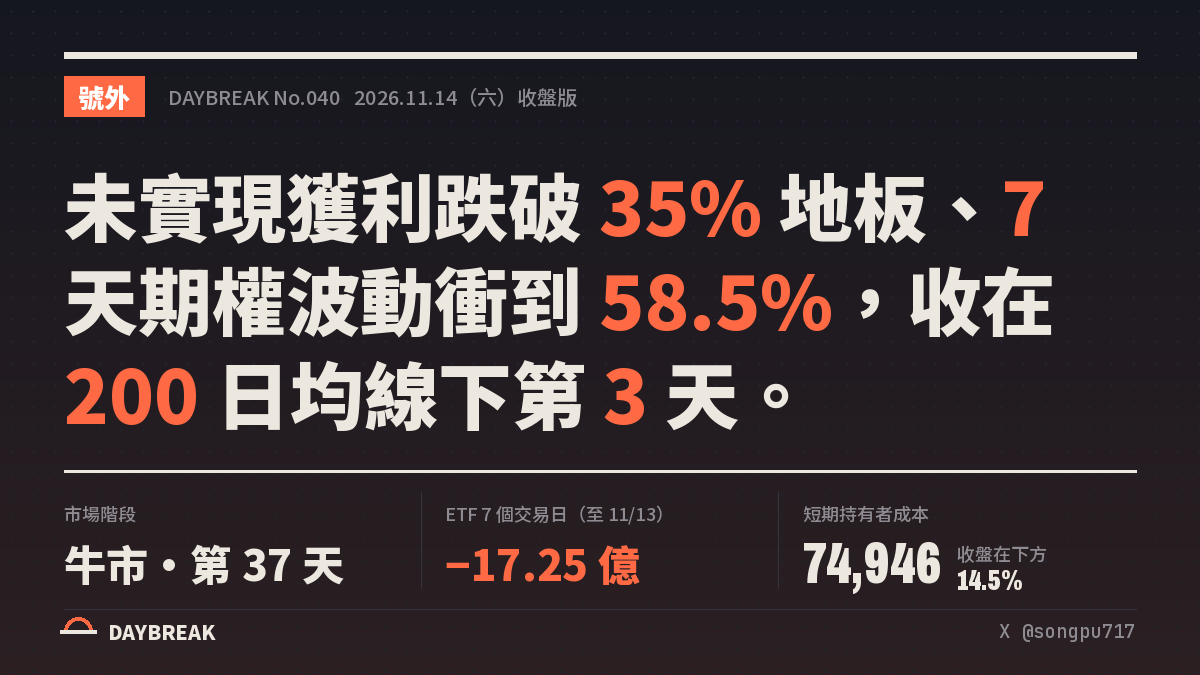 號外
DAYBREAK No.040 2026.11.14（六）收盤版
未實現獲利跌破 35% 地板、7
天期權波動衝到 58.5%，收在
200 日均線下第 3 天。
市場階段
牛市・第 37 天
ETF 7 個交易日（至 11/13）
−17.25 億
短期持有者成本
74,946
收盤在下方
14.5%
DAYBREAK
X @songpu717